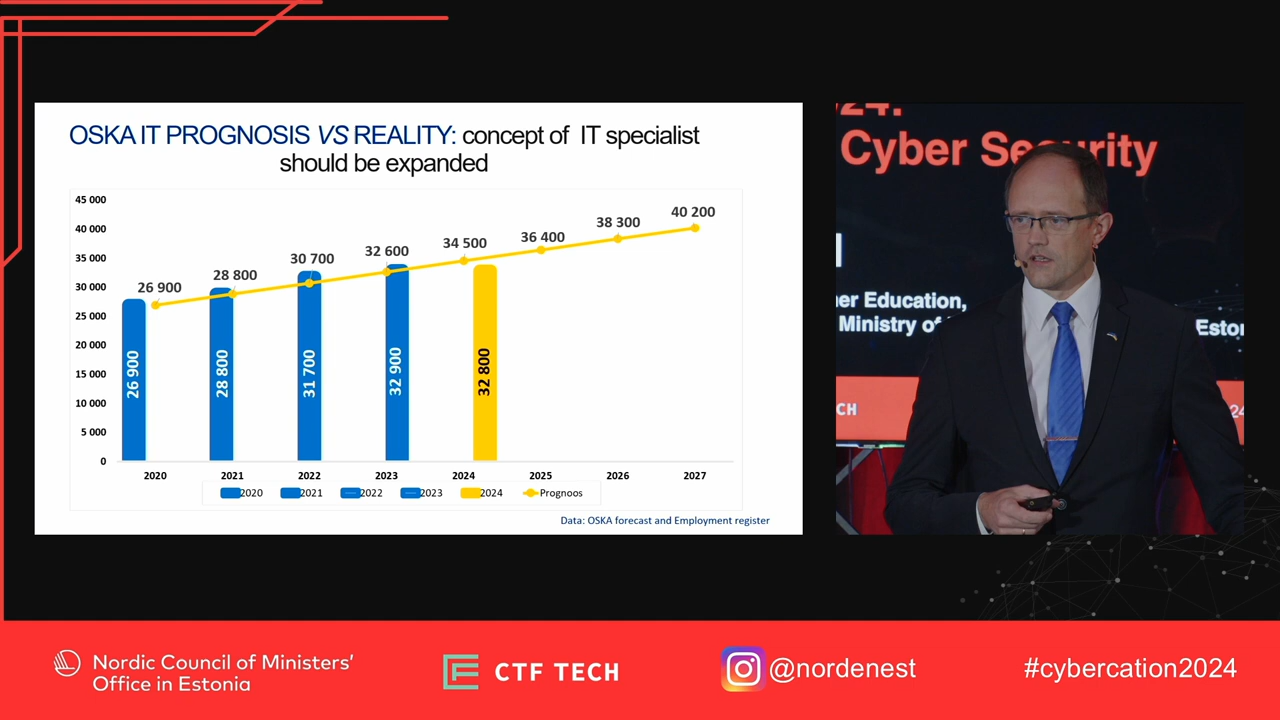 OSKA IT PROGNOSIS VS REALITY: concept of IT specialist
should be expanded
45 000
40 000
35 000
30 000
25 000
20 000
15 000
10 000
5 000
0
26 900
28 800
30 700
32 600
34 500
36 400
38 300
40 200
26 900
28 800
31 700
32 900
32 800
2020 2021 2022 2023 2024 2025 2026 2027
2020 2021 2022 2023 2024 Prognoos
Data: OSKA forecast and Employment register
24:
Cyber Security
Education,
Ministry of
CH
Nordic Council of Ministers'
Office in Estonia
CTF TECH
@nordenest
#cybercation2024